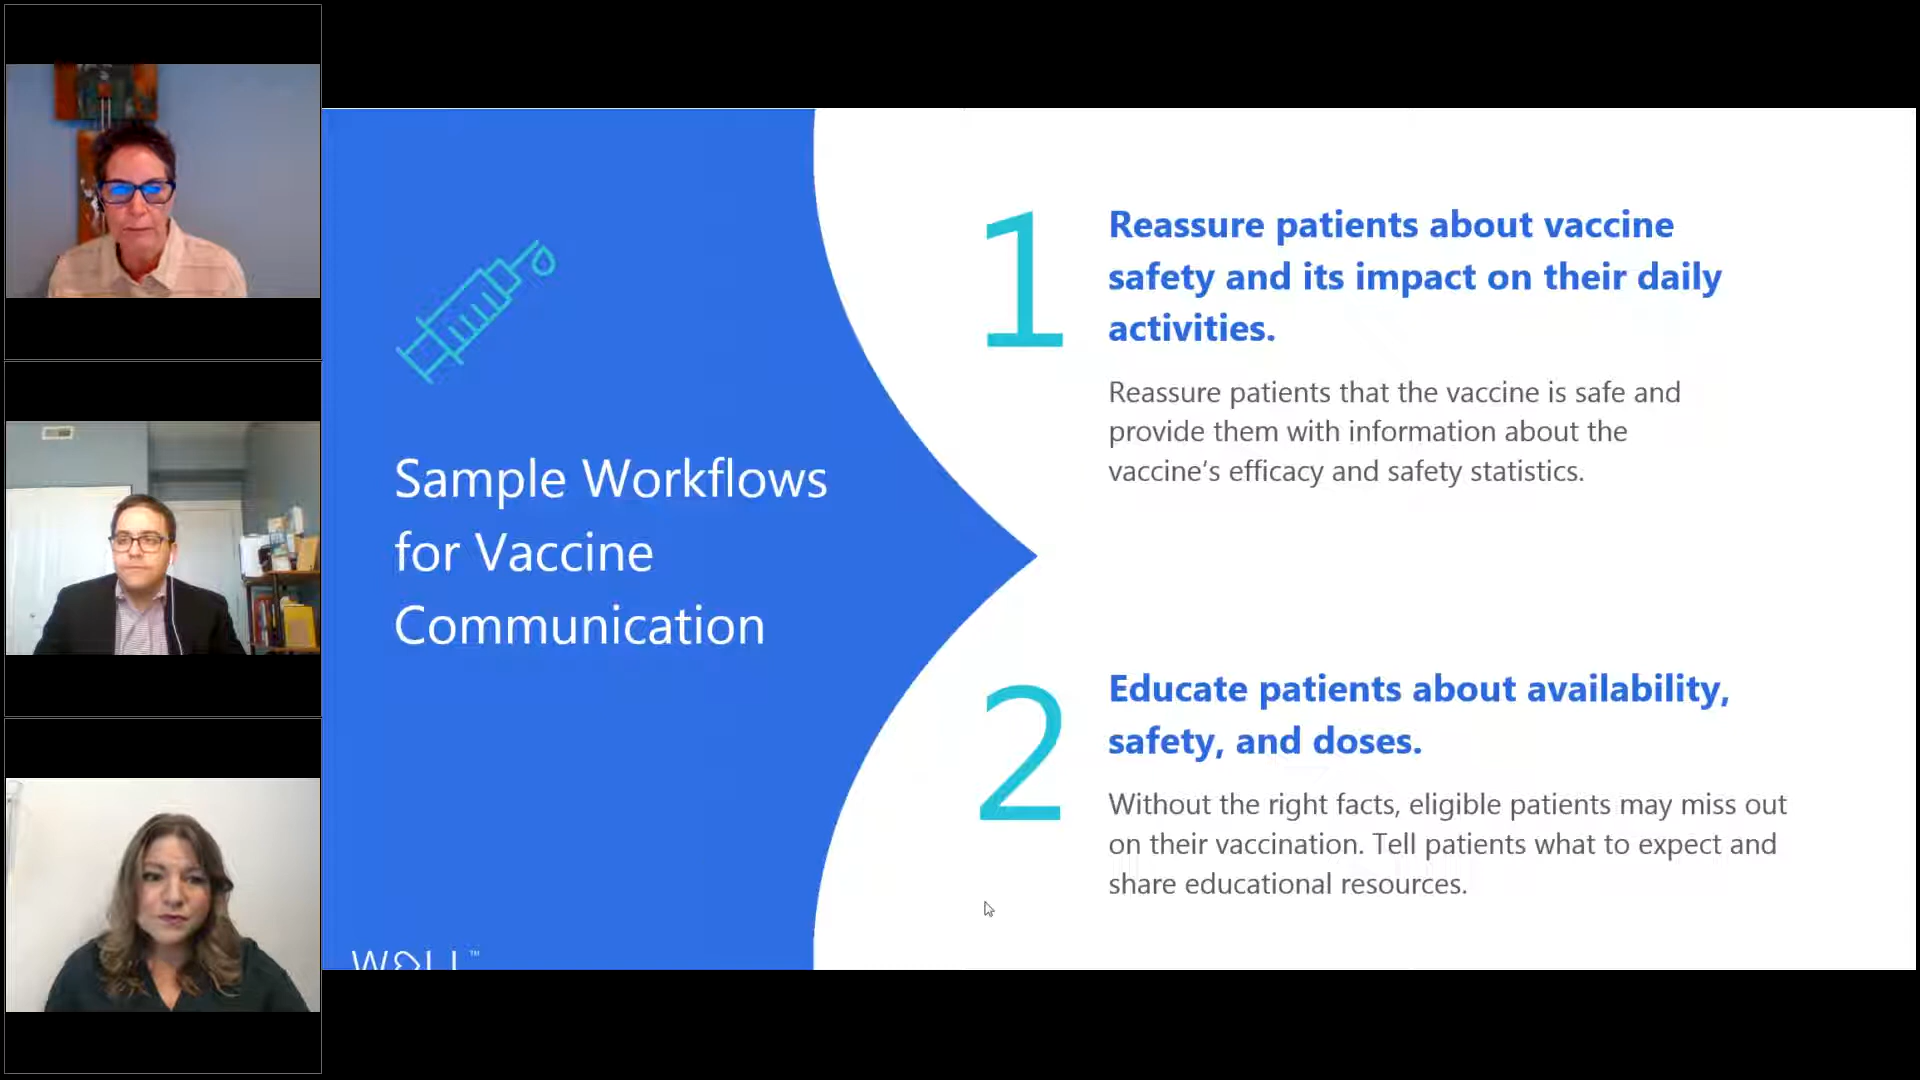 Sample Workflows
for Vaccine
Communication
WELL™
1
Reassure patients about vaccine
safety and its impact on their daily
activities.
Reassure patients that the vaccine is safe and
provide them with information about the
vaccine’s efficacy and safety statistics.
2
Educate patients about availability,
safety, and doses.
Without the right facts, eligible patients may miss out
on their vaccination. Tell patients what to expect and
share educational resources.